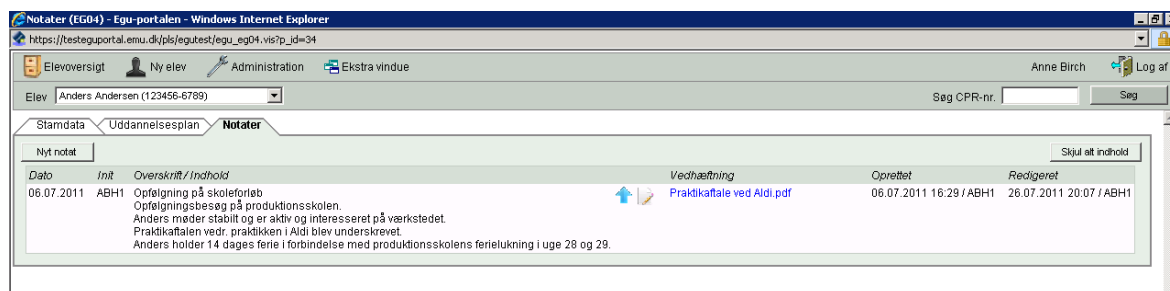 Notater (EG04) - Egu-portalen - Windows Internet Explorer
https://testeguportal.emu.dk/pls/egutest/egu_eg04.vis?p_id=34
Elevoversigt Ny elev Administration Ekstra vindue Anne Birch Log af
Elev Anders Andersen (123456-6789) Søg CPR-nr. Søg
Stamdata Uddannelsesplan Notater
Nyt notat Skjul alt indhold
Dato Init Overskrift / Indhold Vedhæftning Oprettet Redigeret
06.07.2011 ABH1 Opfølgning på skoleforløb Praktikaftale ved Aldi.pdf 06.07.2011 16:29 / ABH1 26.07.2011 20:07 / ABH1
Opfølgningsbesøg på produktionsskolen.
Anders møder stabilt og er aktiv og interesseret på værkstedet.
Praktikaftalen vedr. praktikken i Aldi blev underskrevet.
Anders holder 14 dages ferie i forbindelse med produktionsskolens ferielukning i uge 28 og 29.